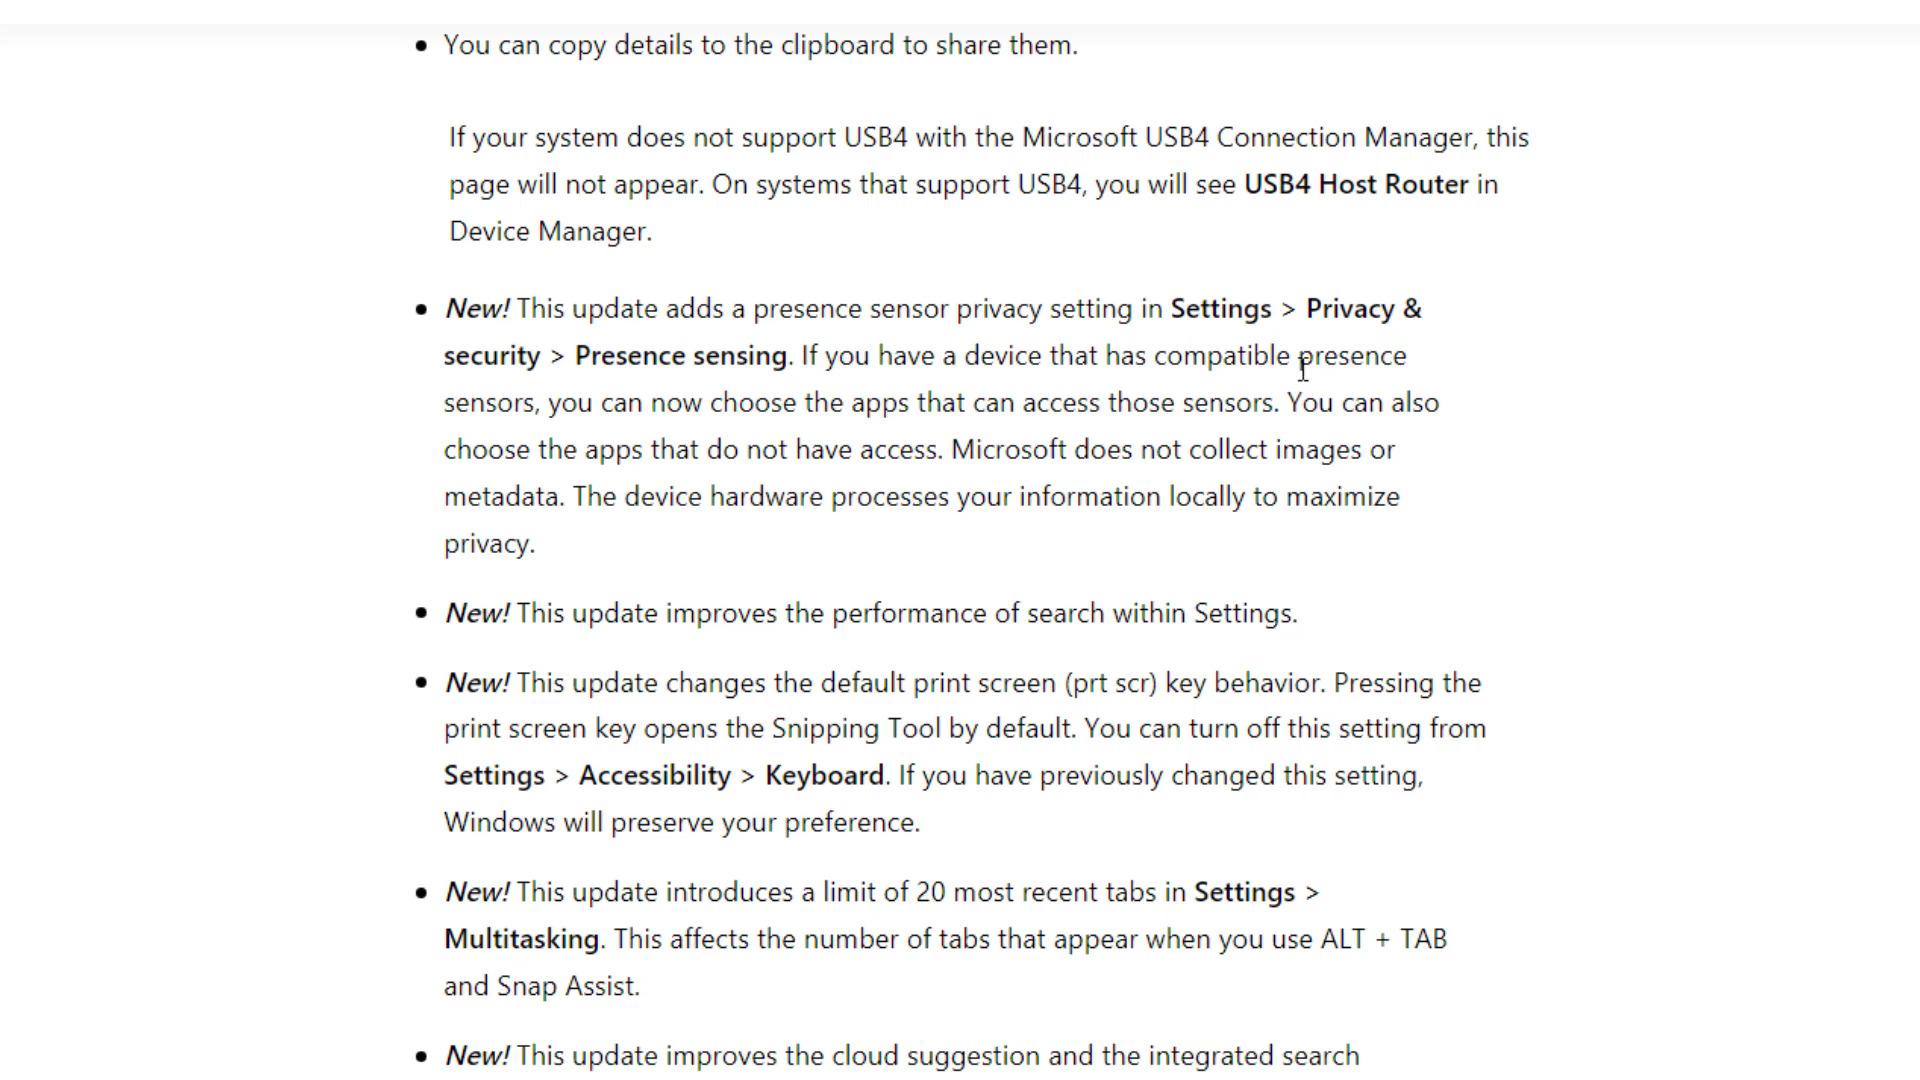 • You can copy details to the clipboard to share them.
If your system does not support USB4 with the Microsoft USB4 Connection Manager, this
page will not appear. On systems that support USB4, you will see USB4 Host Router in
Device Manager.
• New! This update adds a presence sensor privacy setting in Settings > Privacy &
security > Presence sensing. If you have a device that has compatible presence
sensors, you can now choose the apps that can access those sensors. You can also
choose the apps that do not have access. Microsoft does not collect images or
metadata. The device hardware processes your information locally to maximize
privacy.
• New! This update improves the performance of search within Settings.
• New! This update changes the default print screen (prt scr) key behavior. Pressing the
print screen key opens the Snipping Tool by default. You can turn off this setting from
Settings > Accessibility > Keyboard. If you have previously changed this setting,
Windows will preserve your preference.
• New! This update introduces a limit of 20 most recent tabs in Settings >
Multitasking. This affects the number of tabs that appear when you use ALT + TAB
and Snap Assist.
• New! This update improves the cloud suggestion and the integrated search